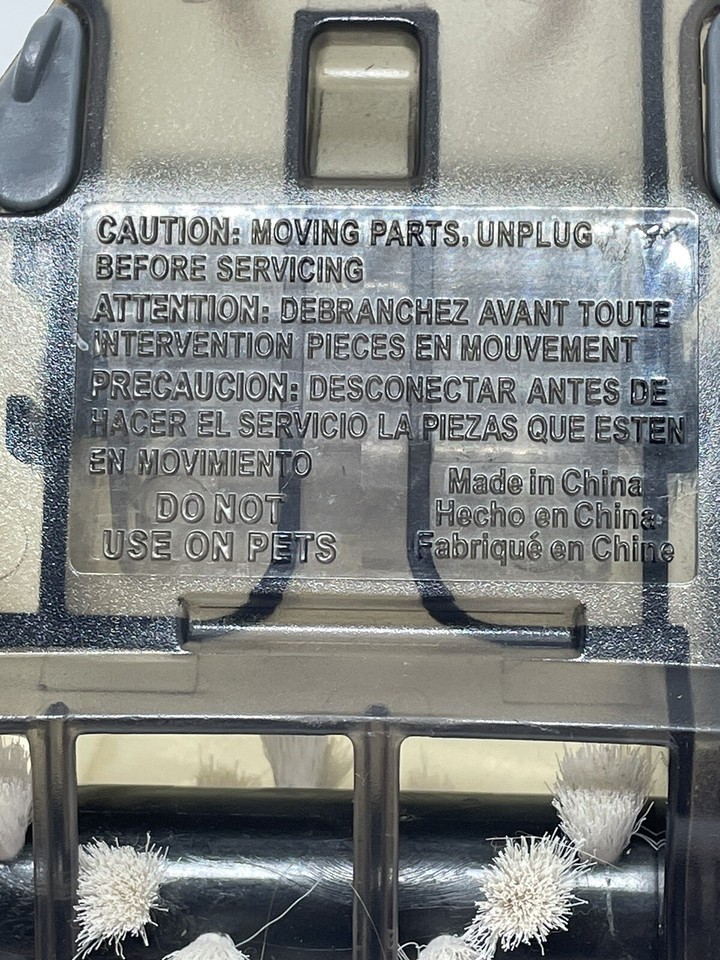 CAUTION: MOVING PARTS, UNPLUG
BEFORE SERVICING
ATTENTION: DEBRANCHEZ AVANT TOUTE
INTERVENTION PIECES EN MOUVEMENT
PRECAUCION: DESCONECTAR ANTES DE
HACER EL SERVICIO LA PIEZAS QUE ESTEN
EN MOVIMIENTO
DO NOT
USE ON PETS
Made in China
Hecho en China
Fabriqué en Chine